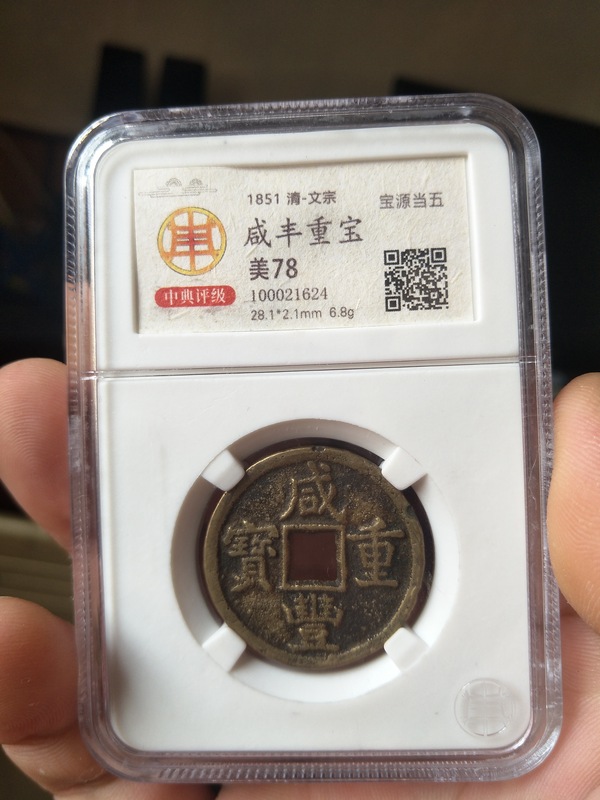 1851 清-文宗
宝源当五
咸丰重宝
美78
中典评级
100021624
28.1*2.1mm 6.8g
咸
豐
重
寶